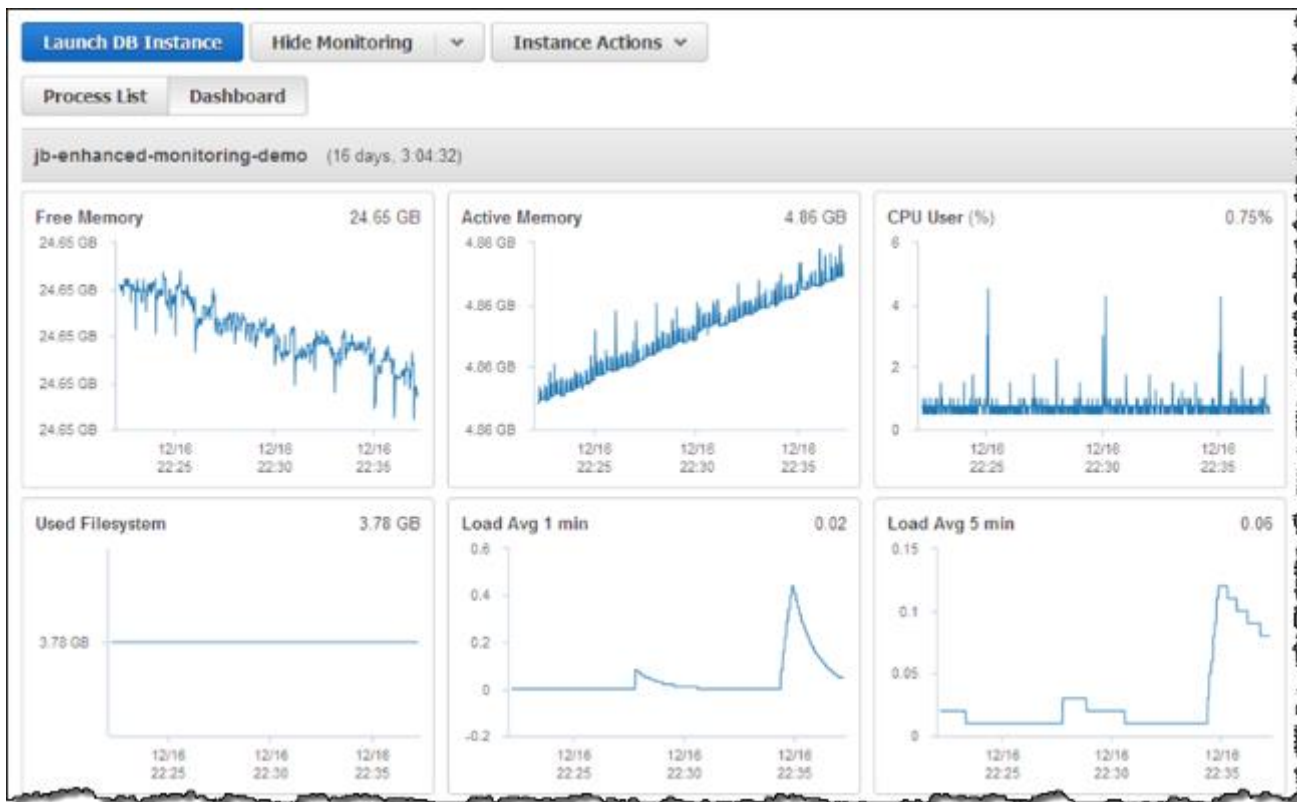 Launch DB Instance
Hide Monitoring
Instance Actions
Process List
Dashboard
jb-enhanced-monitoring-demo (16 days, 3:04:32)
Free Memory 24.65 GB
24.65 GB
24.65 GB
24.65 GB
24.65 GB
24.65 GB
12/16 12/16 12/16
22:25 22:30 22:35
Active Memory 4.86 GB
4.86 GB
4.86 GB
4.86 GB
4.86 GB
12/16 12/16 12/16
22:25 22:30 22:35
CPU User (%) 0.75%
6
4
2
0
12/16 12/16 12/16
22:25 22:30 22:35
Used Filesystem 3.78 GB
3.78 GB
12/16 12/16 12/16
22:25 22:30 22:35
Load Avg 1 min 0.02
0.6
0.4
0.2
0
-0.2
12/16 12/16 12/16
22:25 22:30 22:35
Load Avg 5 min 0.06
0.15
0.1
0.05
0
12/16 12/16 12/16
22:25 22:30 22:35